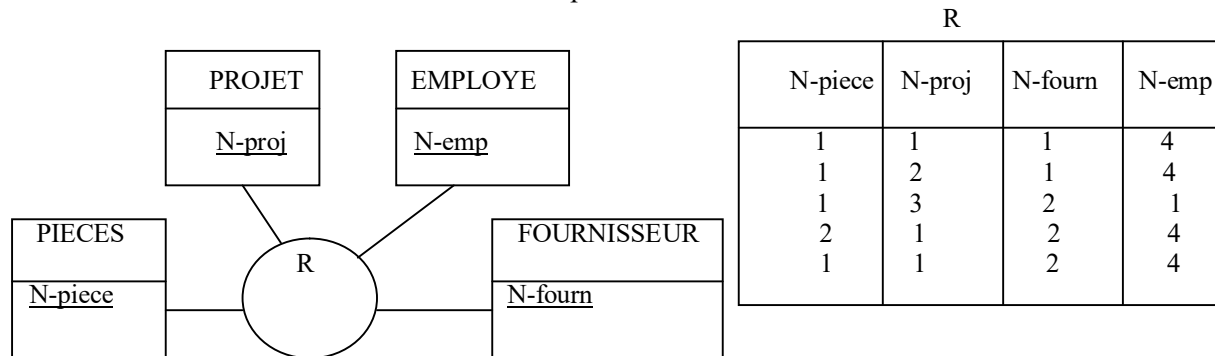 R
PROJET
N-proj
EMPLOYE
N-emp
PIECES
N-piece
R
FOURNISSEUR
N-fourn
N-piece N-proj N-fourn N-emp
1 1 1 4
1 2 1 4
1 3 2 1
2 1 2 4
1 1 2 4